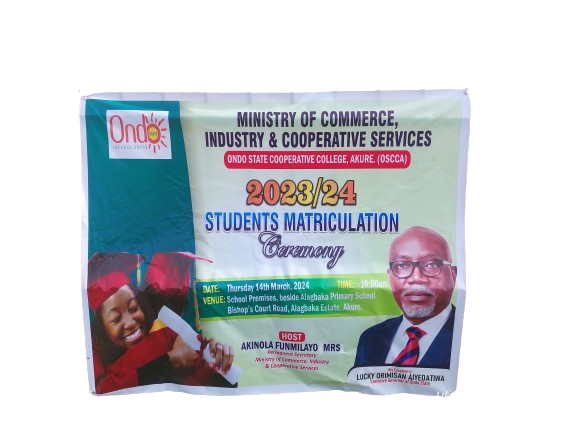 Ondo
STATE
MINISTRY OF COMMERCE,
INDUSTRY & COOPERATIVE SERVICES
ONDO STATE COOPERATIVE COLLEGE, AKURE. (OSCCA)
2023/24
STUDENTS MATRICULATION
Ceremony
DATE: Thursday 14th March, 2024 TIME: 10:00am
VENUE: School Premises, beside Alagbaka Primary School
Bishop's Court Road, Alagbaka Estate, Akure.
HOST
AKINOLA FUNMILAYO MRS
Permanent Secretary
Ministry of Commerce, Industry
& Cooperative Services
LUCKY ORIMISAN AIYEDATIWA
Executive Governor of Ondo State